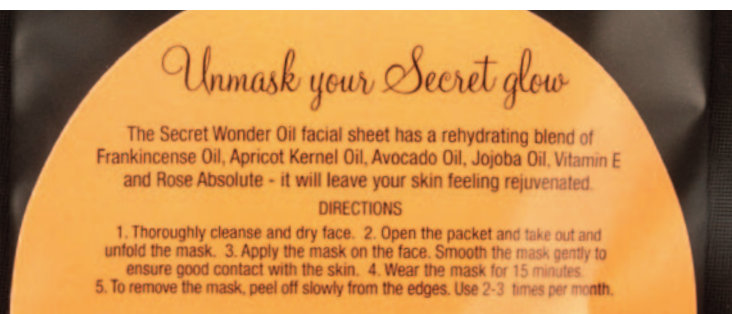 Unmask your Secret glow
The Secret Wonder Oil facial sheet has a rehydrating blend of
Frankincense Oil, Apricot Kernel Oil, Avocado Oil, Jojoba Oil, Vitamin E
and Rose Absolute - it will leave your skin feeling rejuvenated.
DIRECTIONS
1. Thoroughly cleanse and dry face. 2. Open the packet and take out and
unfold the mask. 3. Apply the mask on the face. Smooth the mask gently to
ensure good contact with the skin. 4. Wear the mask for 15 minutes.
5. To remove the mask, peel off slowly from the edges. Use 2-3 times per month.